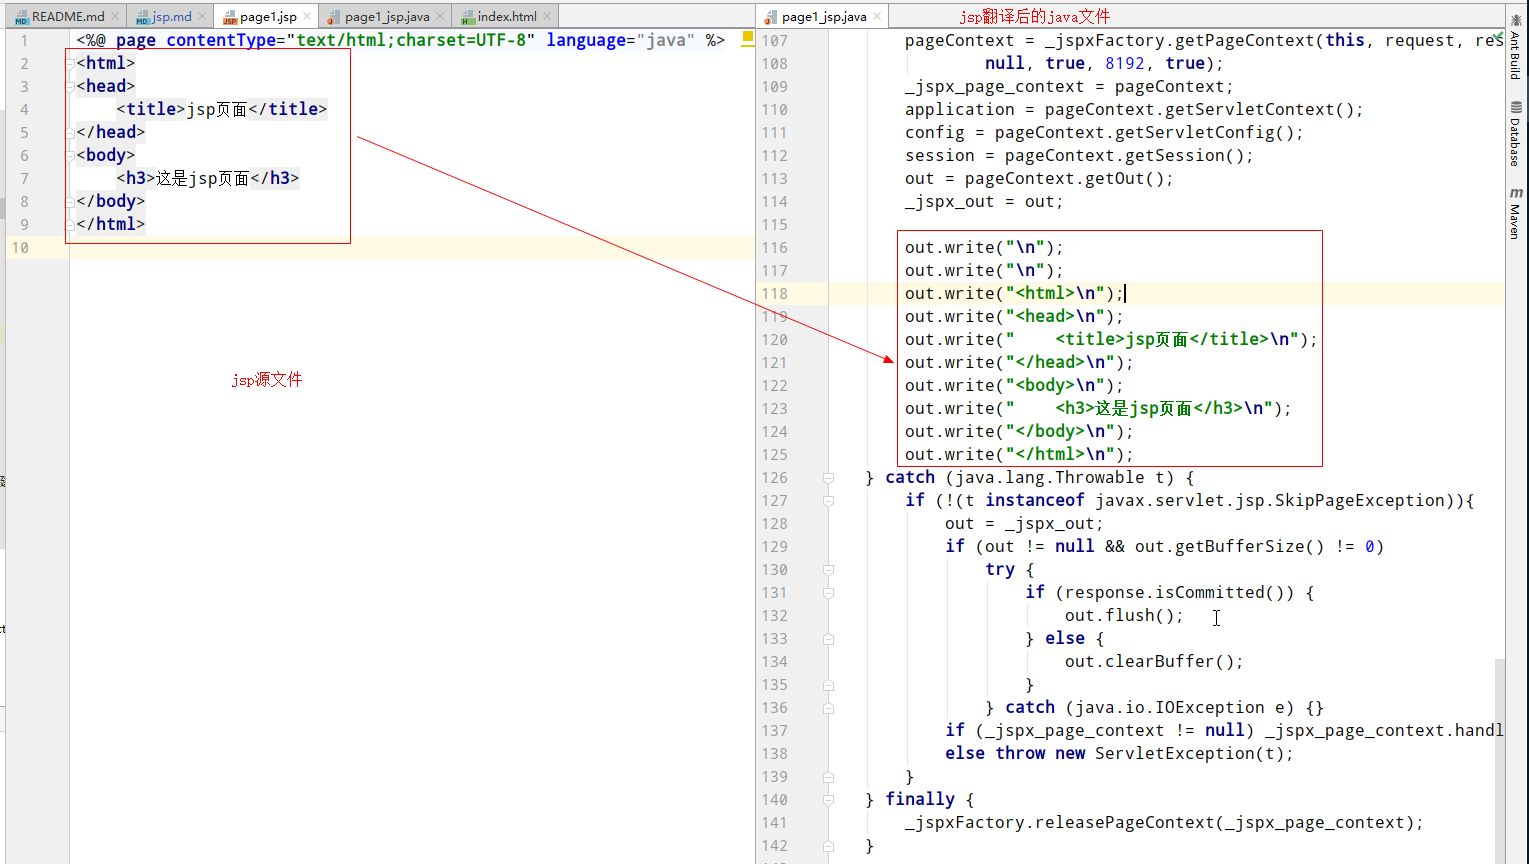 README.md
jsp.md
page1.jsp
page1_jsp.java
index.html
page1_jsp.java
jsp翻译后的java文件
1 <%@ page contentType="text/html;charset=UTF-8" language="java" %>
2 <html>
3 <head>
4 <title>jsp页面</title>
5 </head>
6 <body>
7 <h3>这是jsp页面</h3>
8 </body>
9 </html>
10
jsp源文件
107 pageContext = _jspxFactory.getPageContext(this, request, res
108 null, true, 8192, true);
109 _jspx_page_context = pageContext;
110 application = pageContext.getServletContext();
111 config = pageContext.getServletConfig();
112 session = pageContext.getSession();
113 out = pageContext.getOut();
114 _jspx_out = out;
115
116 out.write("\n");
117 out.write("\n");
118 out.write("<html>\n");
119 out.write("<head>\n");
120 out.write("    <title>jsp页面</title>\n");
121 out.write("</head>\n");
122 out.write("<body>\n");
123 out.write("    <h3>这是jsp页面</h3>\n");
124 out.write("</body>\n");
125 out.write("</html>\n");
126 } catch (java.lang.Throwable t) {
127 if (!(t instanceof javax.servlet.jsp.SkipPageException)){
128 out = _jspx_out;
129 if (out != null && out.getBufferSize() != 0)
130 try {
131 if (response.isCommitted()) {
132 out.flush();
133 } else {
134 out.clearBuffer();
135 }
136 } catch (java.io.IOException e) {}
137 if (_jspx_page_context != null) _jspx_page_context.handl
138 else throw new ServletException(t);
139 }
140 } finally {
141 _jspxFactory.releasePageContext(_jspx_page_context);
142 }
Ant Build
Database
Maven